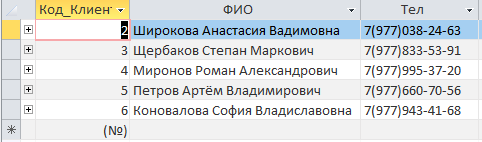 Код_Клиент ФИО Тел
2 Широкова Анастасия Вадимовна 7(977)038-24-63
3 Щербаков Степан Маркович 7(977)833-53-91
4 Миронов Роман Александрович 7(977)995-37-20
5 Петров Артём Владимирович 7(977)660-70-56
6 Коновалова София Владиславовна 7(977)943-41-68
(№)